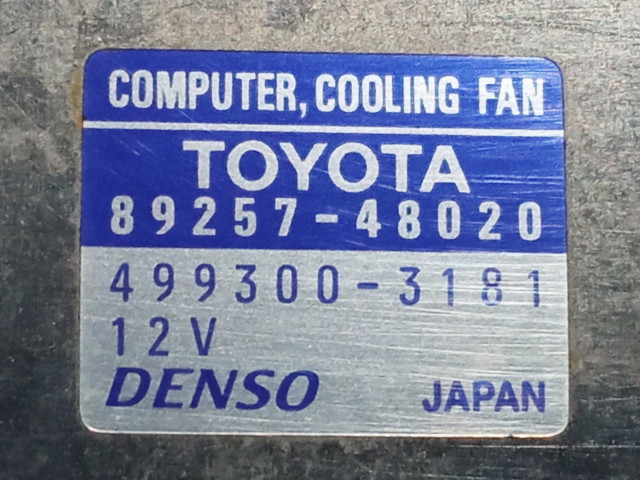 COMPUTER, COOLING FAN
TOYOTA
89257-48020
499300-3181
12V
DENSO JAPAN